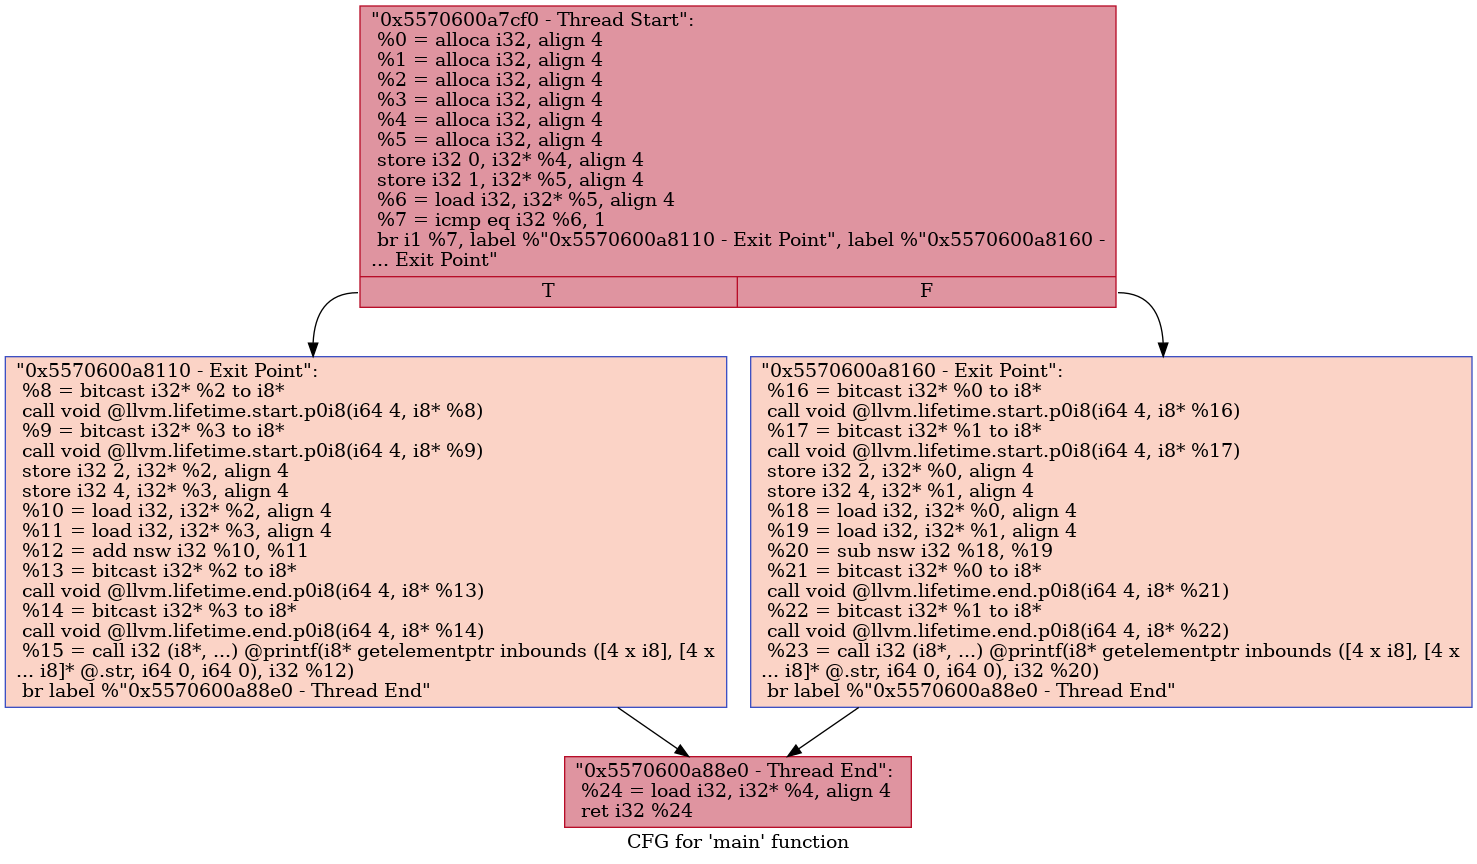 "0x5570600a7cf0 - Thread Start":
%0 = alloca i32, align 4
%1 = alloca i32, align 4
%2 = alloca i32, align 4
%3 = alloca i32, align 4
%4 = alloca i32, align 4
%5 = alloca i32, align 4
store i32 0, i32* %4, align 4
store i32 1, i32* %5, align 4
%6 = load i32, i32* %5, align 4
%7 = icmp eq i32 %6, 1
br i1 %7, label %"0x5570600a8110 - Exit Point", label %"0x5570600a8160 -
... Exit Point"
T
F
"0x5570600a8110 - Exit Point":
%8 = bitcast i32* %2 to i8*
call void @llvm.lifetime.start.p0i8(i64 4, i8* %8)
%9 = bitcast i32* %3 to i8*
call void @llvm.lifetime.start.p0i8(i64 4, i8* %9)
store i32 2, i32* %2, align 4
store i32 4, i32* %3, align 4
%10 = load i32, i32* %2, align 4
%11 = load i32, i32* %3, align 4
%12 = add nsw i32 %10, %11
%13 = bitcast i32* %2 to i8*
call void @llvm.lifetime.end.p0i8(i64 4, i8* %13)
%14 = bitcast i32* %3 to i8*
call void @llvm.lifetime.end.p0i8(i64 4, i8* %14)
%15 = call i32 (i8*, ...) @printf(i8* getelementptr inbounds ([4 x i8], [4 x
... i8]* @.str, i64 0, i64 0), i32 %12)
br label %"0x5570600a88e0 - Thread End"
"0x5570600a8160 - Exit Point":
%16 = bitcast i32* %0 to i8*
call void @llvm.lifetime.start.p0i8(i64 4, i8* %16)
%17 = bitcast i32* %1 to i8*
call void @llvm.lifetime.start.p0i8(i64 4, i8* %17)
store i32 2, i32* %0, align 4
store i32 4, i32* %1, align 4
%18 = load i32, i32* %0, align 4
%19 = load i32, i32* %1, align 4
%20 = sub nsw i32 %18, %19
%21 = bitcast i32* %0 to i8*
call void @llvm.lifetime.end.p0i8(i64 4, i8* %21)
%22 = bitcast i32* %1 to i8*
call void @llvm.lifetime.end.p0i8(i64 4, i8* %22)
%23 = call i32 (i8*, ...) @printf(i8* getelementptr inbounds ([4 x i8], [4 x
... i8]* @.str, i64 0, i64 0), i32 %20)
br label %"0x5570600a88e0 - Thread End"
"0x5570600a88e0 - Thread End":
%24 = load i32, i32* %4, align 4
ret i32 %24
CFG for 'main' function